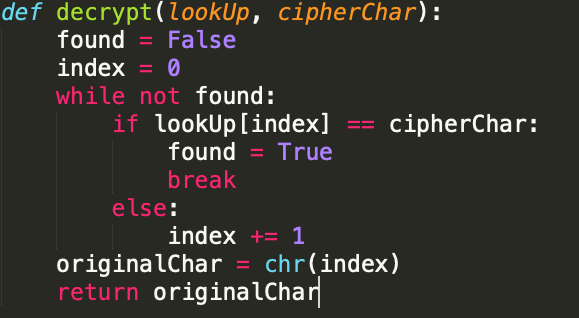 def decrypt(lookUp, cipherChar):
    found = False
    index = 0
    while not found:
        if lookUp[index] == cipherChar:
            found = True
            break
        else:
            index += 1
    originalChar = chr(index)
    return originalChar